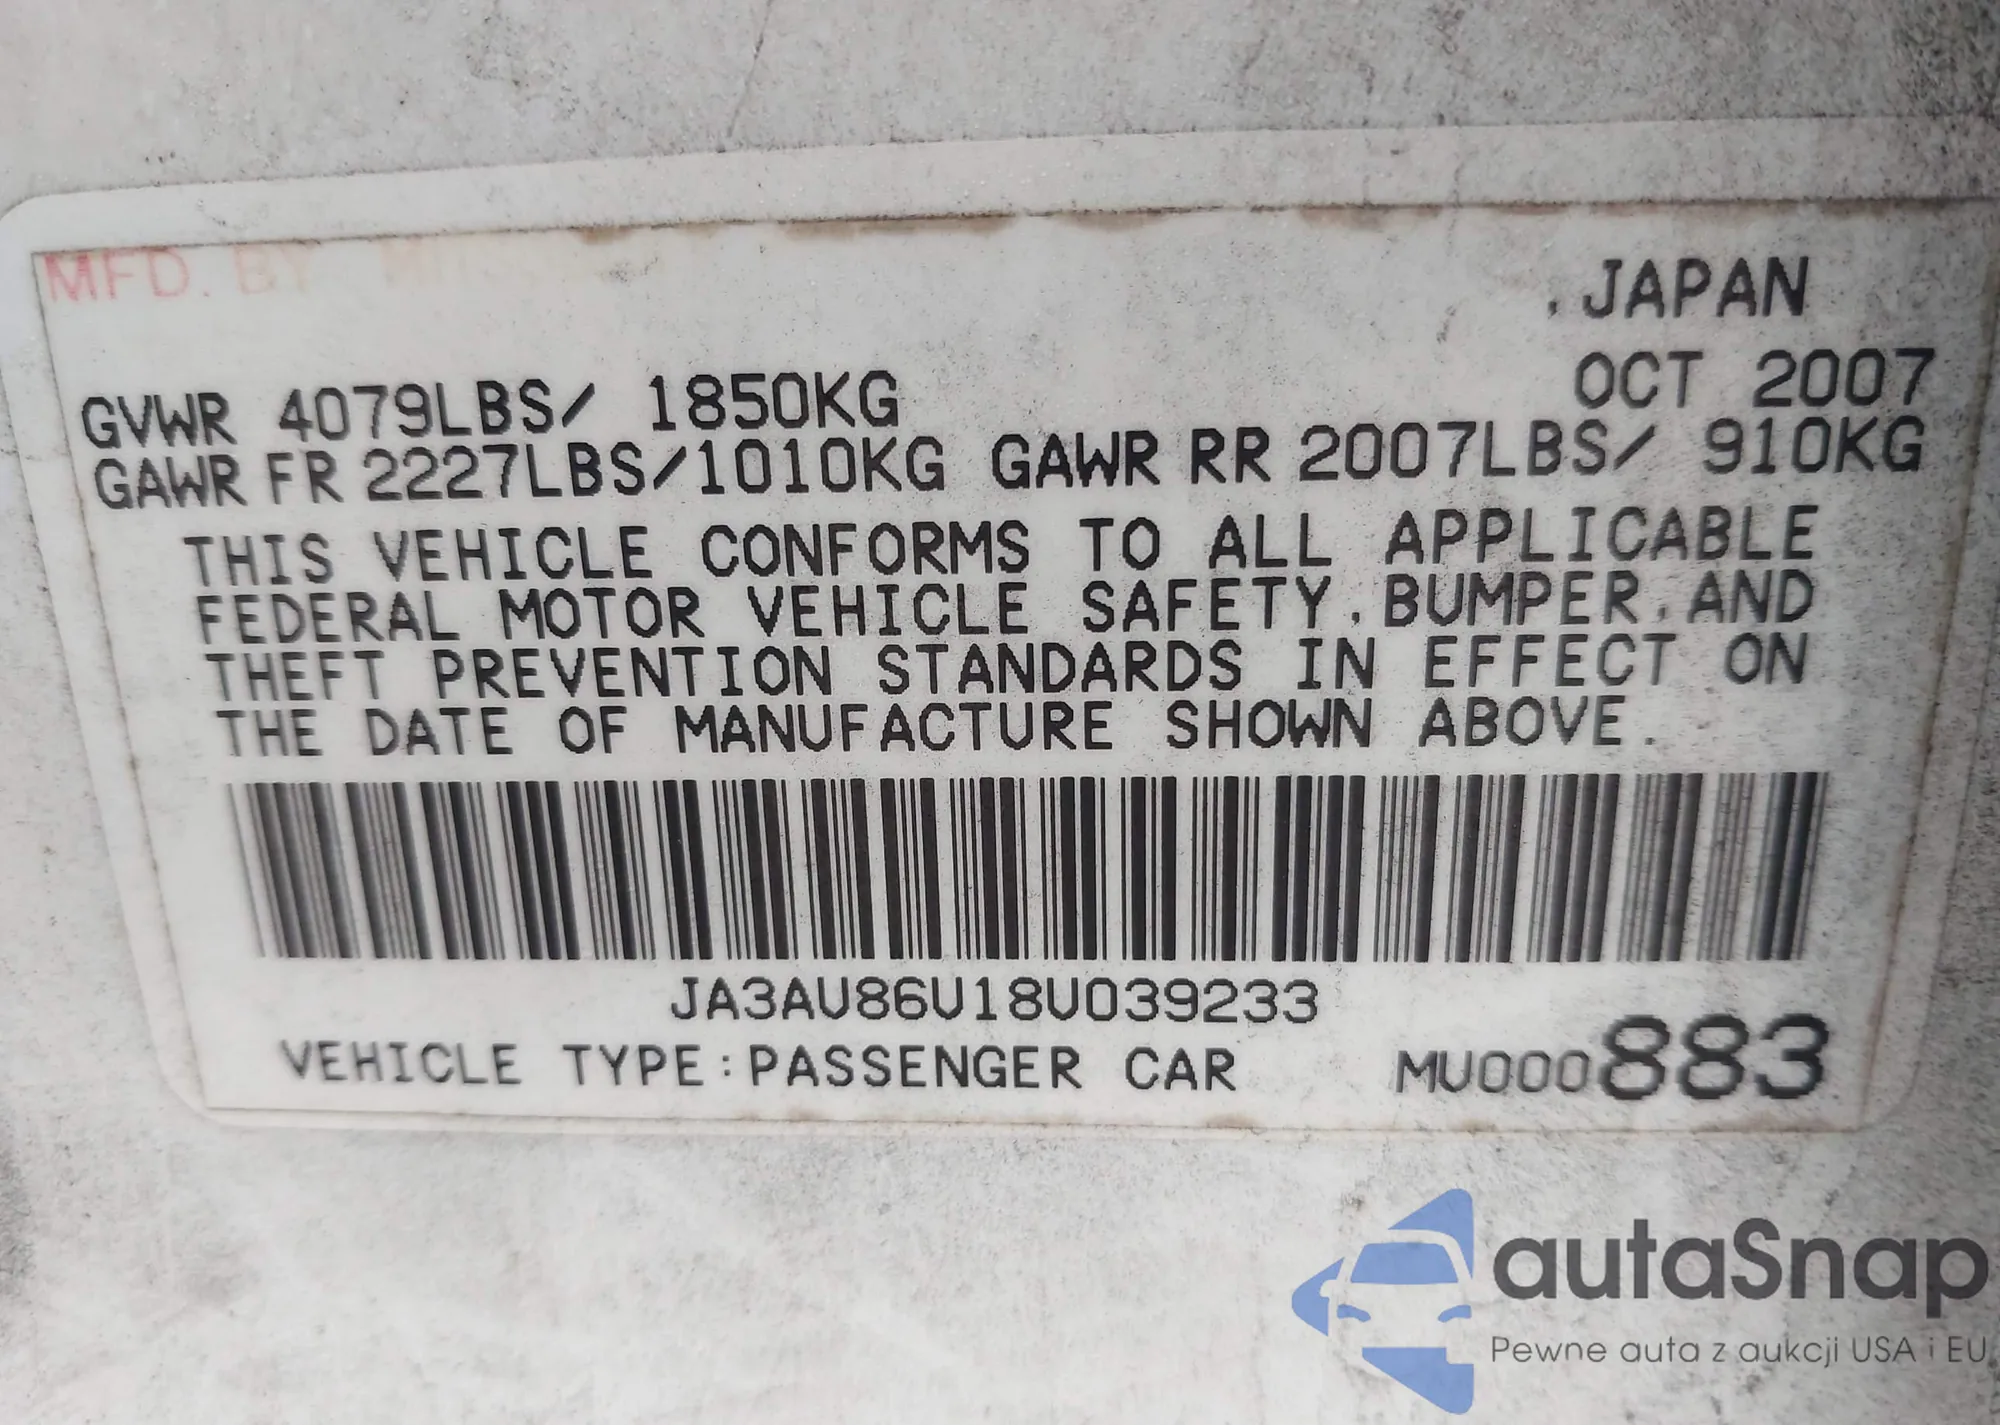 MFD. BY
, JAPAN
OCT 2007
GVWR 4079LBS/ 1850KG
GAWR FR 2227LBS/1010KG GAWR RR 2007LBS/ 910KG
THIS VEHICLE CONFORMS TO ALL APPLICABLE
FEDERAL MOTOR VEHICLE SAFETY, BUMPER, AND
THEFT PREVENTION STANDARDS IN EFFECT ON
THE DATE OF MANUFACTURE SHOWN ABOVE.
JA3AU86U18U039233
VEHICLE TYPE:PASSENGER CAR MU000883
autaSnap
Pewne auta z aukcji USA i EU